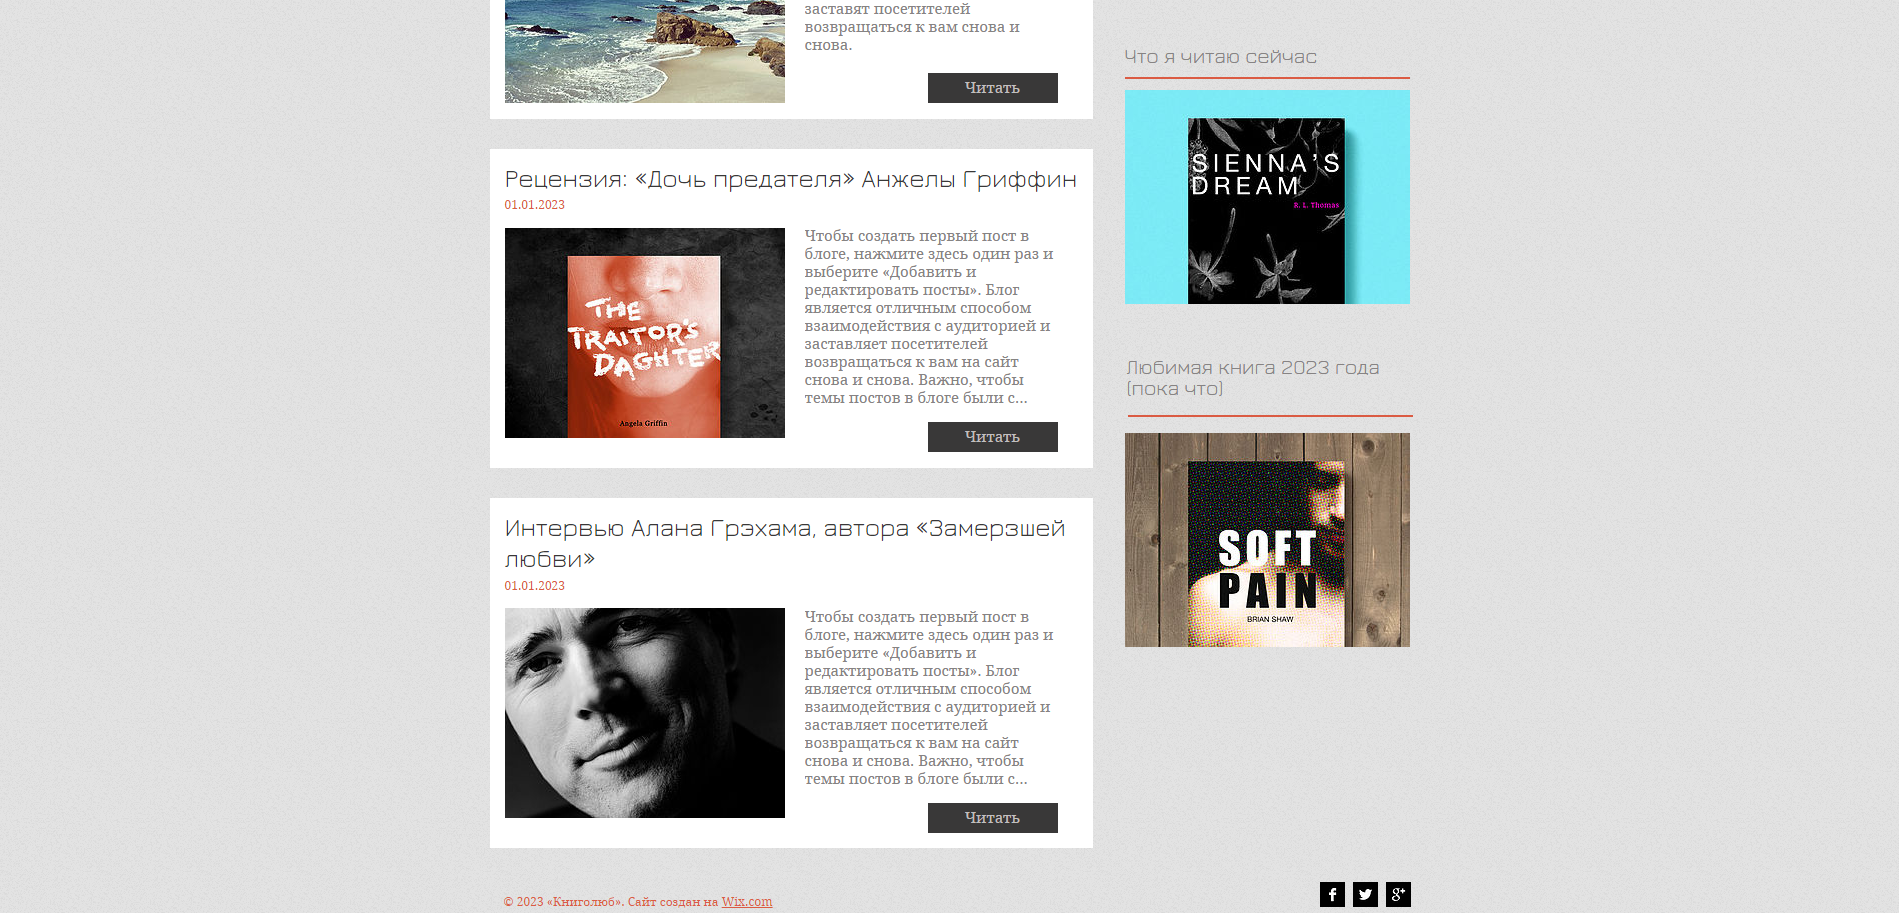 заставят посетителей
возвращаться к вам снова и
снова.
Читать
Рецензия: «Дочь предателя» Анжелы Гриффин
01.01.2023
THE
TRAITOR'S
DAGHTER
Angela Griffin
Чтобы создать первый пост в
блоге, нажмите здесь один раз и
выберите «Добавить и
редактировать посты». Блог
является отличным способом
взаимодействия с аудиторией и
заставляет посетителей
возвращаться к вам на сайт
снова и снова. Важно, чтобы
темы постов в блоге были с...
Читать
Интервью Алана Грэхама, автора «Замерзшей
любви»
01.01.2023
Чтобы создать первый пост в
блоге, нажмите здесь один раз и
выберите «Добавить и
редактировать посты». Блог
является отличным способом
взаимодействия с аудиторией и
заставляет посетителей
возвращаться к вам на сайт
снова и снова. Важно, чтобы
темы постов в блоге были с...
Читать
Что я читаю сейчас
SIENNA'S
DREAM
R. L. Thomas
Любимая книга 2023 года
(пока что)
SOFT
PAIN
BRIAN SHAW
© 2023 «Книголюб». Сайт создан на Wix.com